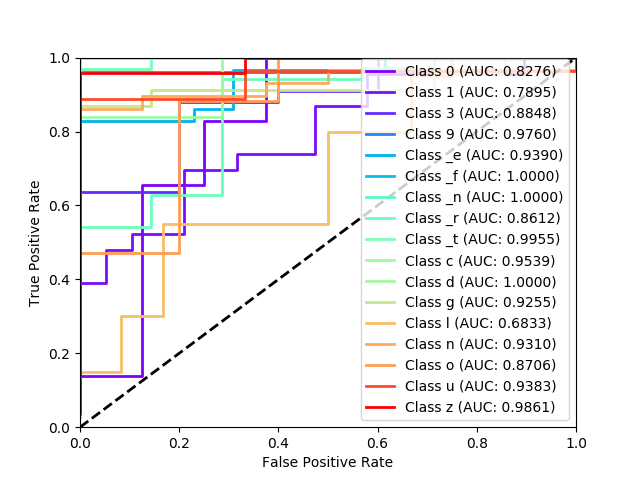 1.0
0.8
0.6
0.4
0.2
0.0
True Positive Rate
0.0 0.2 0.4 0.6 0.8 1.0
False Positive Rate
Class 0 (AUC: 0.8276)
Class 1 (AUC: 0.7895)
Class 3 (AUC: 0.8848)
Class 9 (AUC: 0.9760)
Class _e (AUC: 0.9390)
Class _f (AUC: 1.0000)
Class _n (AUC: 1.0000)
Class _r (AUC: 0.8612)
Class _t (AUC: 0.9955)
Class c (AUC: 0.9539)
Class d (AUC: 1.0000)
Class g (AUC: 0.9255)
Class l (AUC: 0.6833)
Class n (AUC: 0.9310)
Class o (AUC: 0.8706)
Class u (AUC: 0.9383)
Class z (AUC: 0.9861)